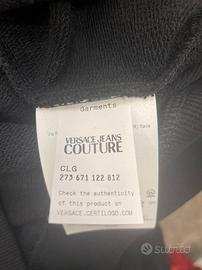 Garments
VERSACE JEANS
COUTURE
CLG
273 671 122 812
Check the authenticity
of this product on
VERSACE.CERTILOGO.COM
Subito